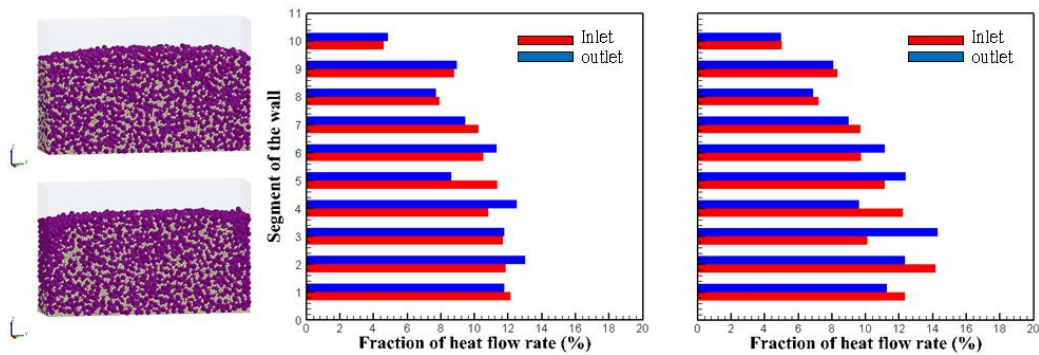 11
10
9
8
7
6
5
4
3
2
1
0
Segment of the wall
Inlet
outlet
0 2 4 6 8 10 12 14 16 18 20
Fraction of heat flow rate (%)
Inlet
outlet
0 2 4 6 8 10 12 14 16 18 20
Fraction of heat flow rate (%)
Z
Y
Z
Y